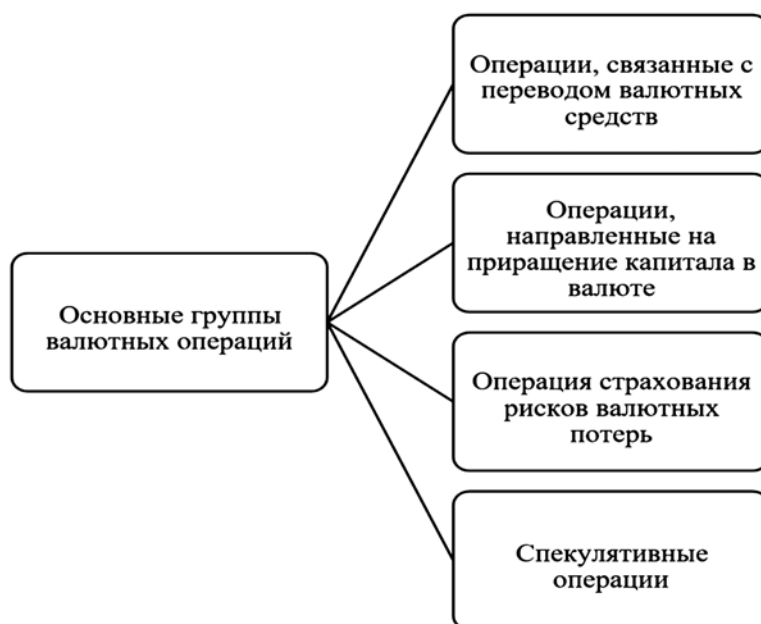 Основные группы
валютных операций
Операции, связанные с
переводом валютных
средств
Операции,
направленные на
приращение капитала в
валюте
Операция страхования
рисков валютных
потерь
Спекулятивные
операции